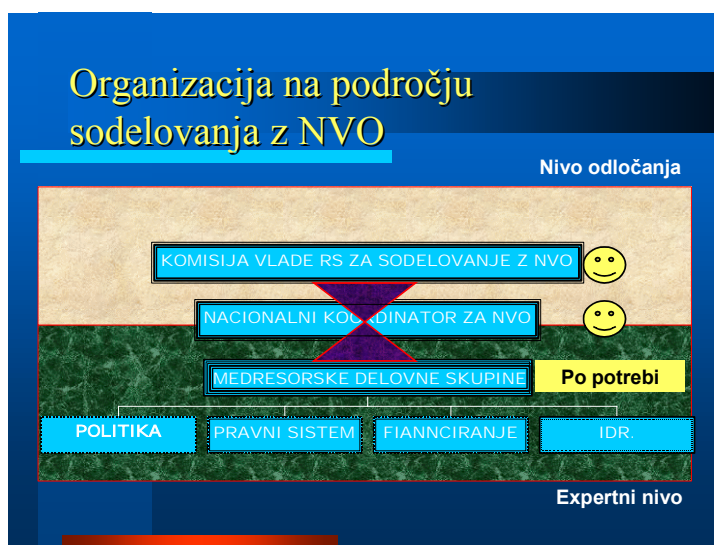 Organizacija na področju
sodelovanja z NVO
Nivo odločanja
KOMISIJA VLADE RS ZA SODELOVANJE Z NVO
NACIONALNI KOORDINATOR ZA NVO
MEDRESORSKE DELOVNE SKUPINE
Po potrebi
POLITIKA
PRAVNI SISTEM
FIANNCIRANJE
IDR.
Expertni nivo